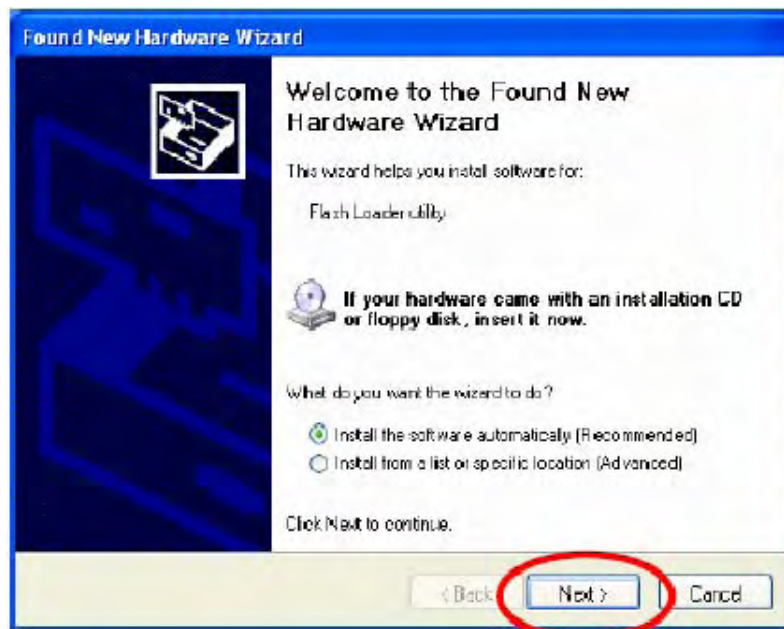 Found New Hardware Wizard
Welcome to the Found New
Hardware Wizard
This wizard helps you install software for:
Flash Loader utility
If your hardware came with an installation CD
or floppy disk, insert it now.
What do you want the wizard to do?
Install the software automatically (Recommended)
Install from a list or specific location (Advanced)
Click Next to continue.
< Back
Next >
Cancel